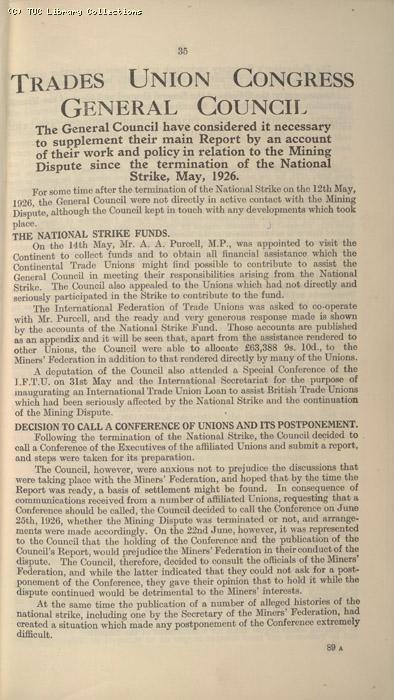 (C) TUC Library Collections
35
TRADES UNION CONGRESS
GENERAL COUNCIL
The General Council have considered it necessary
to supplement their main Report by an account
of their work and policy in relation to the Mining
Dispute since the termination of the National
Strike, May, 1926.
For some time after the termination of the National Strike on the 12th May,
1926, the General Council were not directly in active contact with the Mining
Dispute, although the Council kept in touch with any developments which took
place.
THE NATIONAL STRIKE FUNDS.
On the 14th May, Mr. A. A. Purcell, M.P., was appointed to visit the
Continent to collect funds and to obtain all financial assistance which the
Continental Trade Unions might find possible to contribute to assist the
General Council in meeting their responsibilities arising from the National
Strike. The Council also appealed to the Unions which had not directly and
seriously participated in the Strike to contribute to the fund.
The International Federation of Trade Unions was asked to co-operate
with Mr. Purcell, and the ready and very generous response made is shown
by the accounts of the National Strike Fund. Those accounts are published
as an appendix and it will be seen that, apart from the assistance rendered to
other Unions, the Council were able to allocate £63,388 9s. 10d., to the
Miners' Federation in addition to that rendered directly by many of the Unions.
A deputation of the Council also attended a Special Conference of the
I.F.T.U. on 31st May and the International Secretariat for the purpose of
inaugurating an International Trade Union Loan to assist British Trade Unions
which had been seriously affected by the National Strike and the continuation
of the Mining Dispute.
DECISION TO CALL A CONFERENCE OF UNIONS AND ITS POSTPONEMENT.
Following the termination of the National Strike, the Council decided to
call a Conference of the Executives of the affiliated Unions and submit a report,
and steps were taken for its preparation.
The Council, however, were anxious not to prejudice the discussions that
were taking place with the Miners' Federation, and hoped that by the time the
Report was ready, a basis of settlement might be found. In consequence of
communications received from a number of affiliated Unions, requesting that a
Conference should be called, the Council decided to call the Conference on June
25th, 1926, whether the Mining Dispute was terminated or not, and arrange-
ments were made accordingly. On the 22nd June, however, it was represented
to the Council that the holding of the Conference and the publication of the
Council's Report, would prejudice the Miners' Federation in their conduct of the
dispute. The Council, therefore, decided to consult the officials of the Miners'
Federation, and while the latter indicated that they could not ask for a post-
ponement of the Conference, they gave their opinion that to hold it while the
dispute continued would be detrimental to the Miners' interests.
At the same time the publication of a number of alleged histories of the
national strike, including one by the Secretary of the Miners' Federation, had
created a situation which made any postponement of the Conference extremely
difficult.
89 A